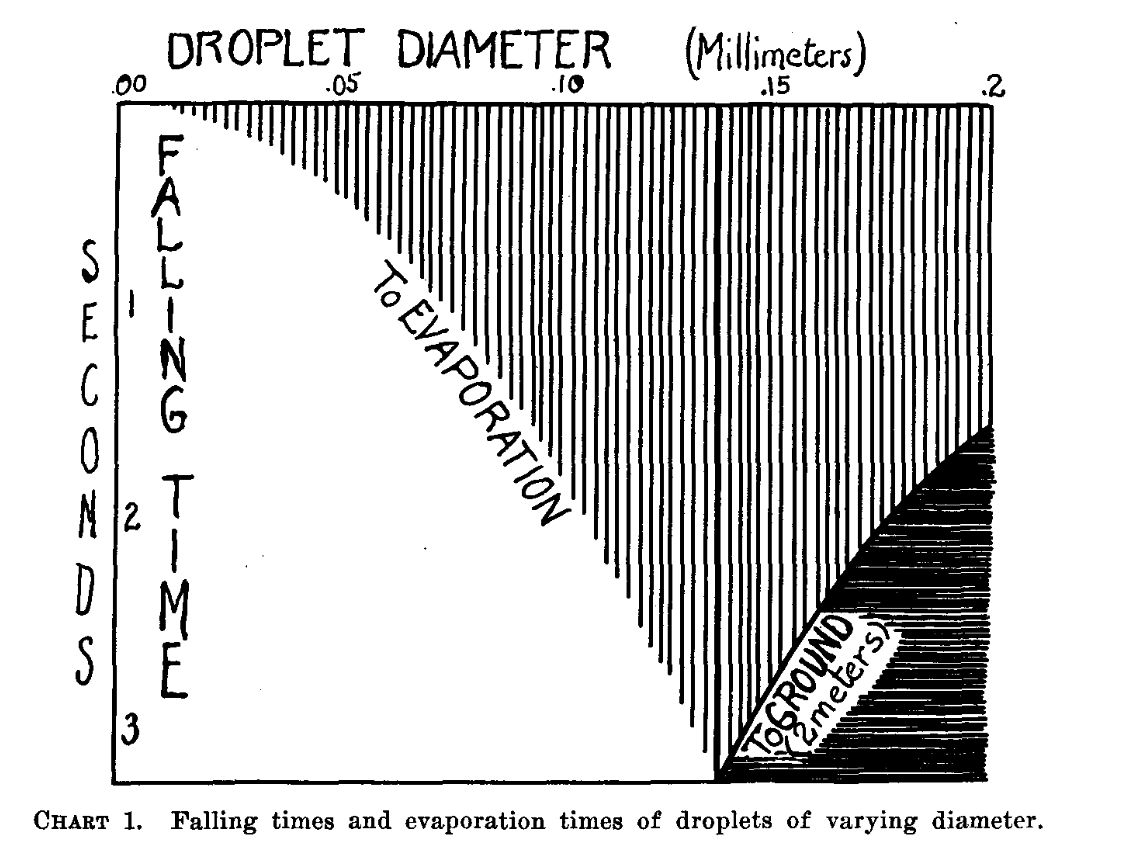 DROPLET DIAMETER (Millimeters)
.00 .05 .10 .15 .2
FALLING TIME
SECONDS
1
2
3
To EVAPORATION
To GROUND
(2 meters)
CHART 1. Falling times and evaporation times of droplets of varying diameter.